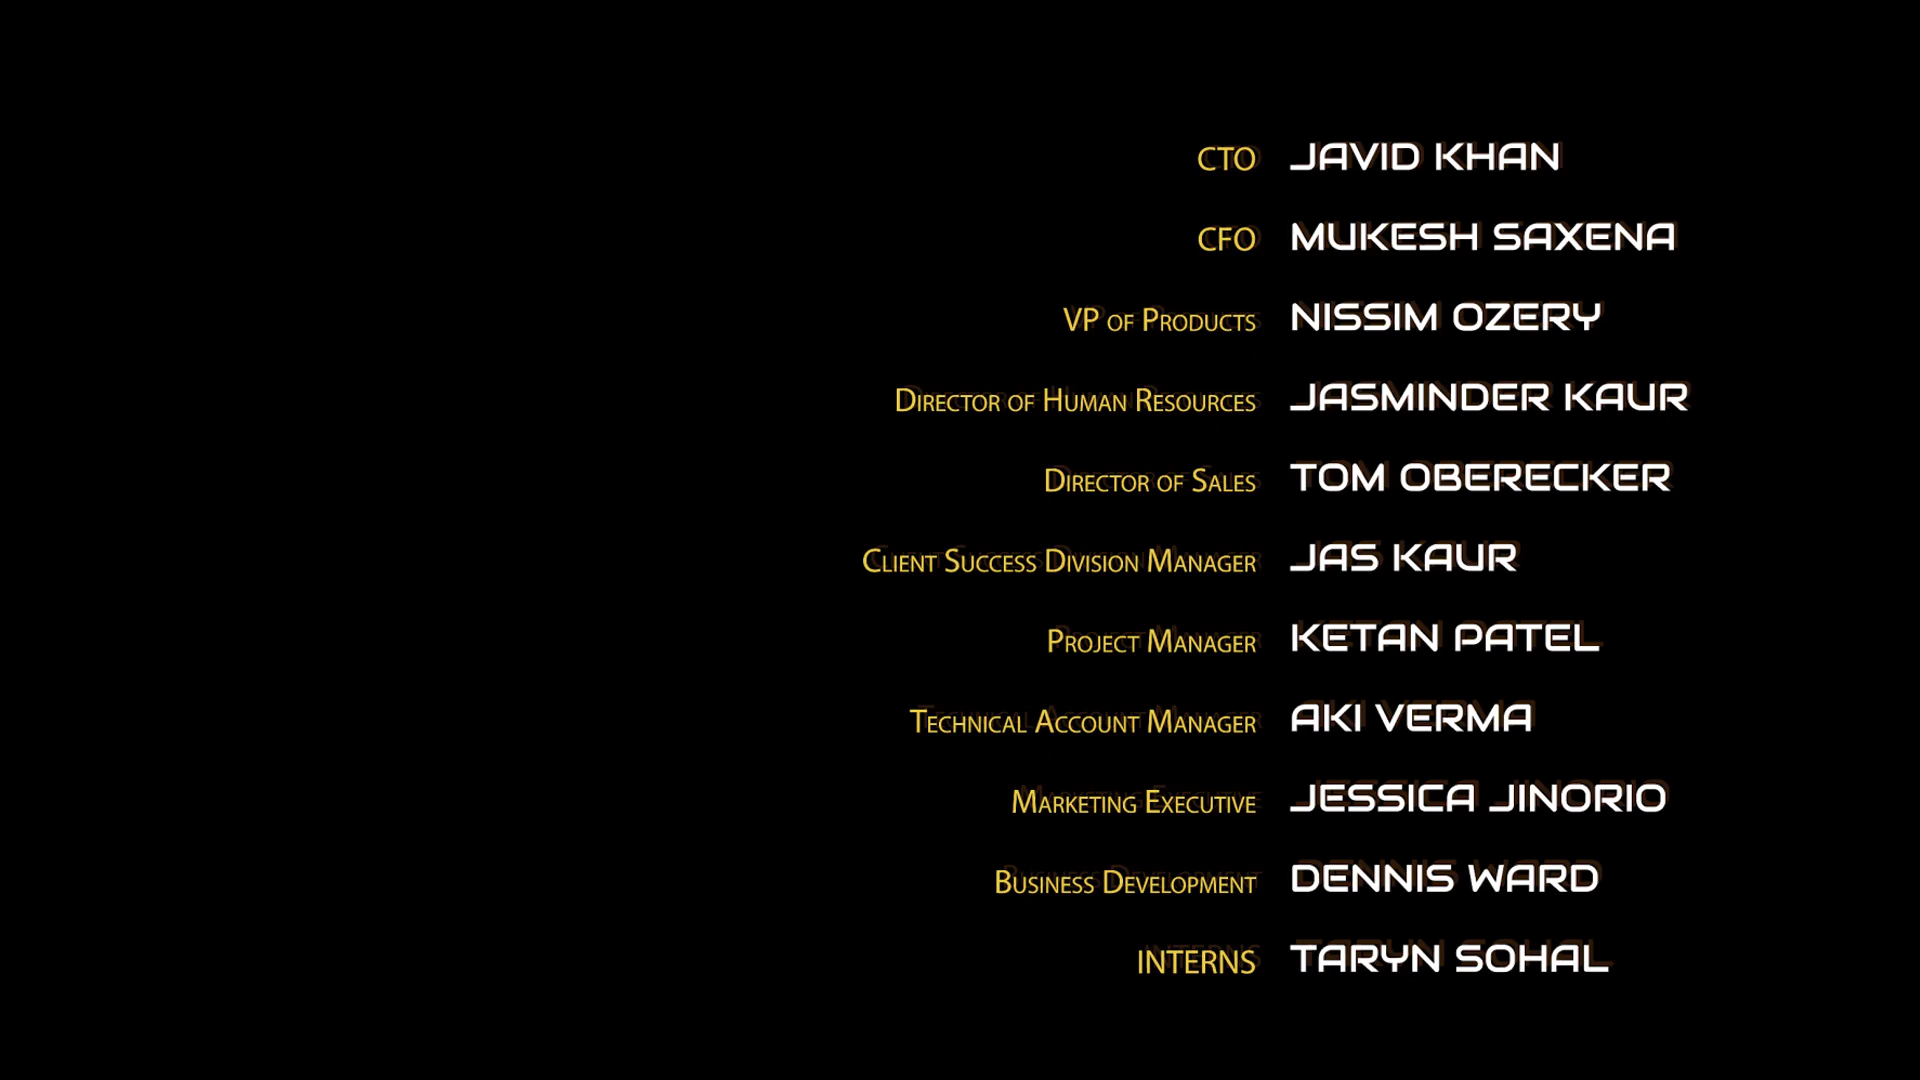 CTO JAVID KHAN
CFO MUKESH SAXENA
VP OF PRODUCTS NISSIM OZERY
DIRECTOR OF HUMAN RESOURCES JASMINDER KAUR
DIRECTOR OF SALES TOM OBERECKER
CLIENT SUCCESS DIVISION MANAGER JAS KAUR
PROJECT MANAGER KETAN PATEL
TECHNICAL ACCOUNT MANAGER AKI VERMA
MARKETING EXECUTIVE JESSICA JINORIO
BUSINESS DEVELOPMENT DENNIS WARD
INTERNS TARYN SOHAL